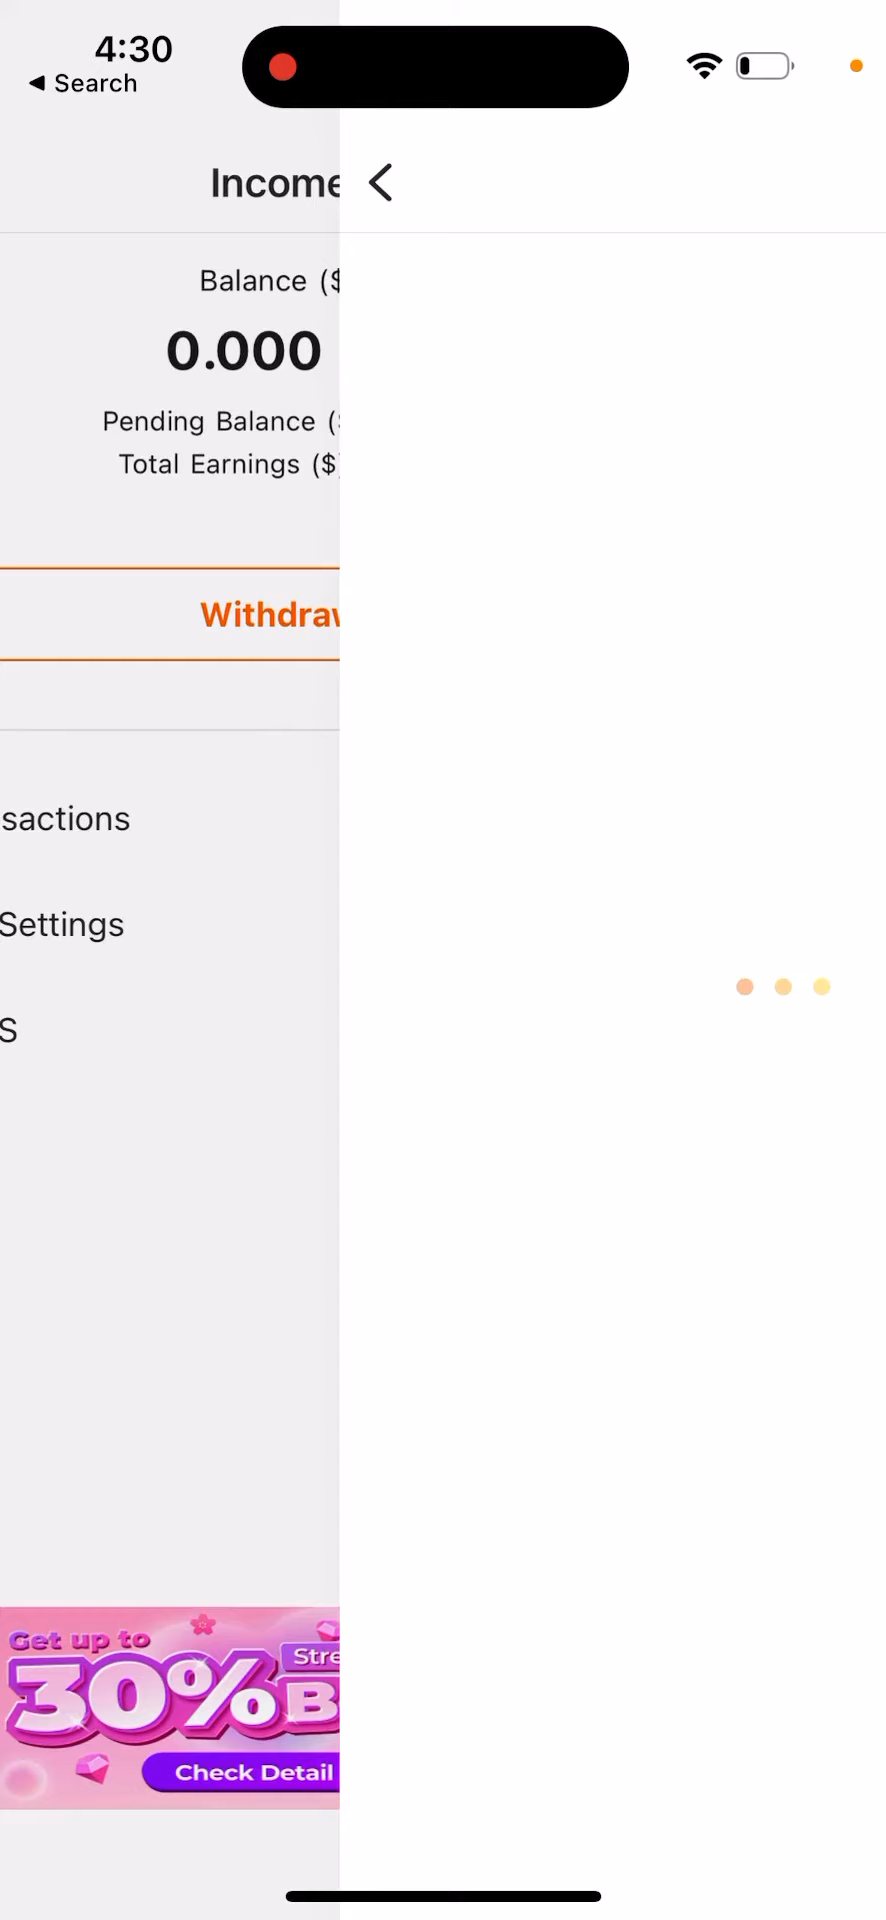 4:30
Search
Income
Balance ($
0.000
Pending Balance (
Total Earnings ($)
Withdraw
sactions
Settings
S
Get up to
Stre
30% B
Check Detail